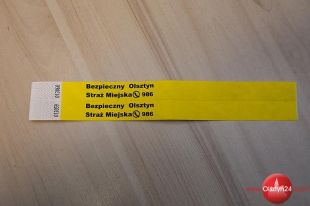 Bezpieczny Olsztyn
Straż Miejska 986
Bezpieczny Olsztyn
Straż Miejska 986
Olsztyn24